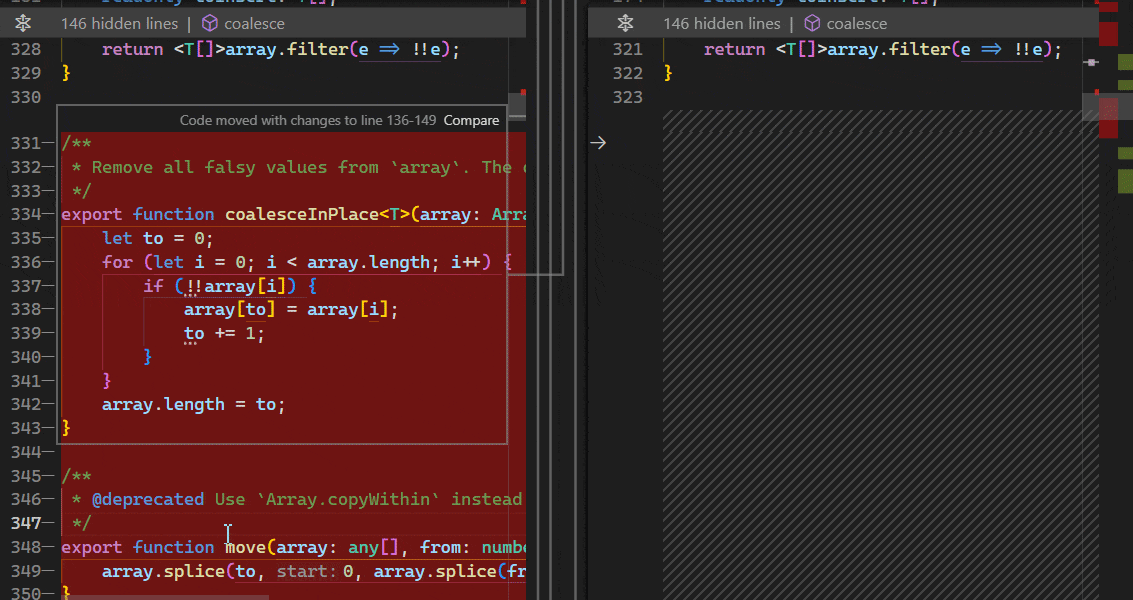 146 hidden lines | coalesce
328 return <T[]>array.filter(e => !!e);
329 }
330
Code moved with changes to line 136-149 Compare
331— /**
332— * Remove all falsy values from `array`. The
333— */
334— export function coalesceInPlace<T>(array: Arra
335— let to = 0;
336— for (let i = 0; i < array.length; i++) {
337— if (!!array[i]) {
338— array[to] = array[i];
339— to += 1;
340— }
341— }
342— array.length = to;
343— }
344—
345— /**
346— * @deprecated Use `Array.copyWithin` instead
347— */
348— export function move(array: any[], from: numbe
349— array.splice(to, start: 0, array.splice(fr
350— }
146 hidden lines | coalesce
321 return <T[]>array.filter(e => !!e);
322 }
323
→